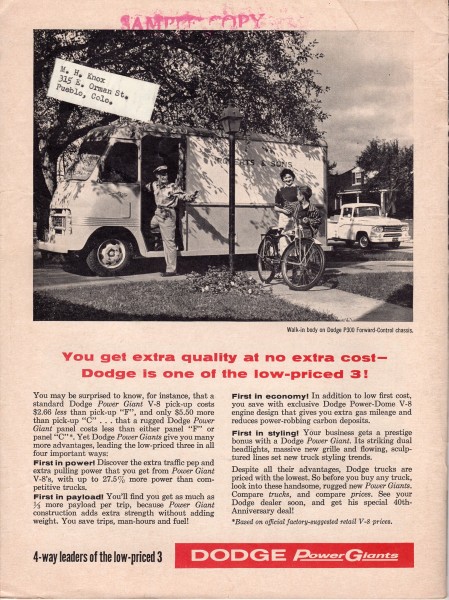 SAMPLE COPY
M. H. Knox
315 E. Orman St.
Pueblo, Colo.
ROBERTS & SONS
Walk-in body on Dodge P300 Forward-Control chassis.
You get extra quality at no extra cost—
Dodge is one of the low-priced 3!
You may be surprised to know, for instance, that a
standard Dodge Power Giant V-8 pick-up costs
$2.66 less than pick-up "F", and only $5.50 more
than pick-up "C" . . . that a rugged Dodge Power
Giant panel costs less than either panel "F" or
panel "C"*. Yet Dodge Power Giants give you many
more advantages, leading the low-priced three in all
four important ways:
First in power! Discover the extra traffic pep and
extra pulling power that you get from Power Giant
V-8's, with up to 27.5% more power than com-
petitive trucks.
First in payload! You'll find you get as much as
⅓ more payload per trip, because Power Giant
construction adds extra strength without adding
weight. You save trips, man-hours and fuel!
First in economy! In addition to low first cost,
you save with exclusive Dodge Power-Dome V-8
engine design that gives you extra gas mileage and
reduces power-robbing carbon deposits.
First in styling! Your business gets a prestige
bonus with a Dodge Power Giant. Its striking dual
headlights, massive new grille and flowing, sculp-
tured lines set new truck styling trends.
Despite all their advantages, Dodge trucks are
priced with the lowest. So before you buy any truck,
look into these handsome, rugged new Power Giants.
Compare trucks, and compare prices. See your
Dodge dealer soon, and get his special 40th-
Anniversary deal!
*Based on official factory-suggested retail V-8 prices.
4-way leaders of the low-priced 3
DODGE PowerGiants